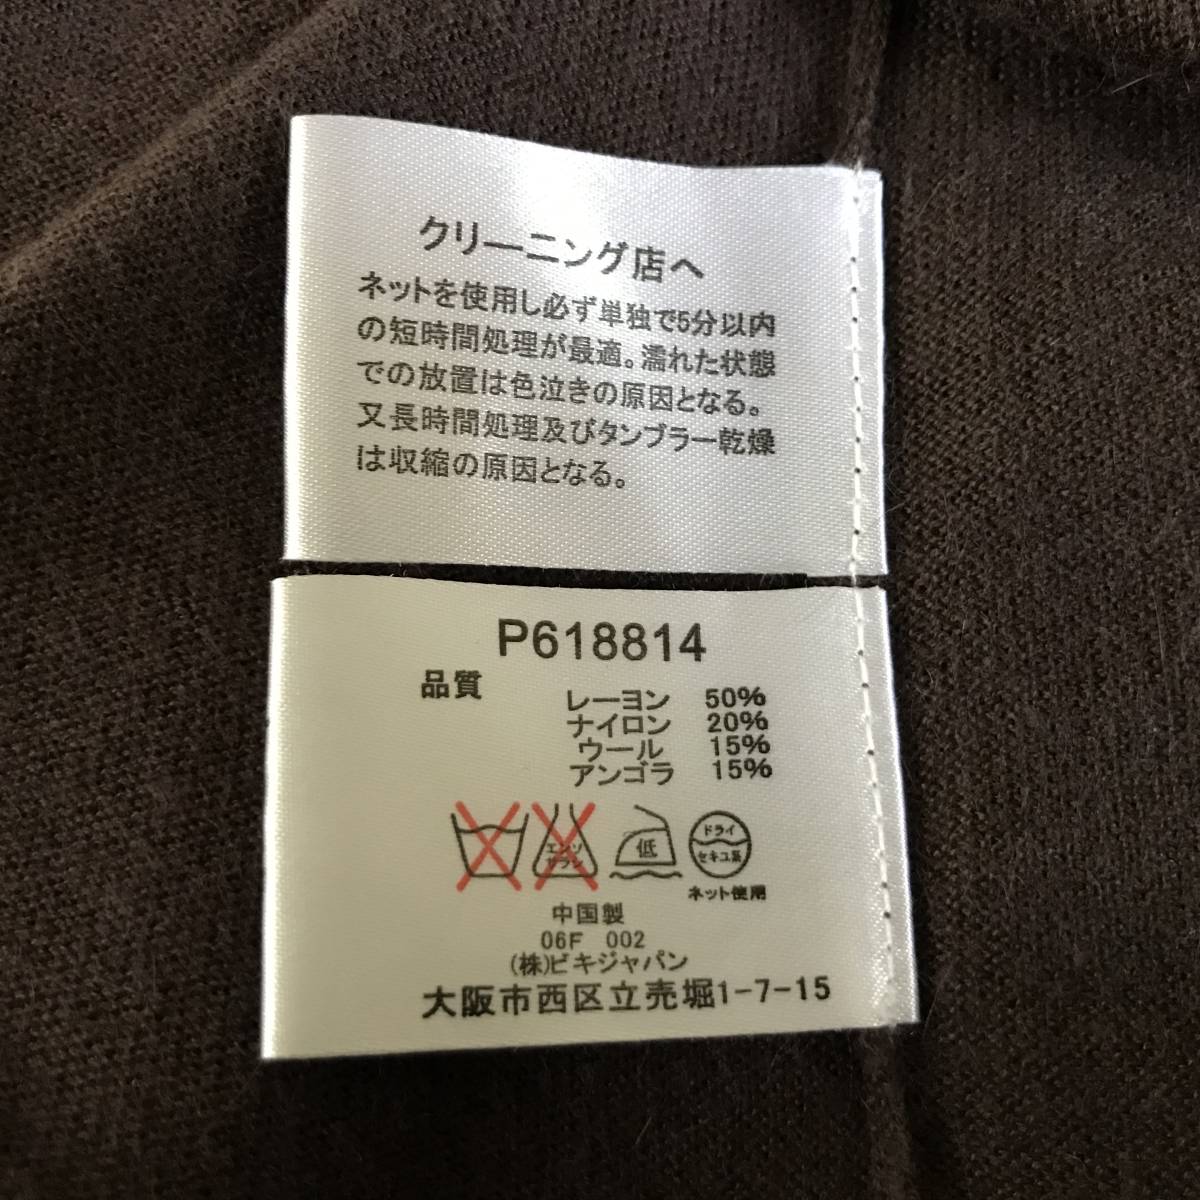 クリーニング店へ
ネットを使用し必ず単独で5分以内
の短時間処理が最適。濡れた状態
での放置は色泣きの原因となる。
又長時間処理及びタンブラー乾燥
は収縮の原因となる。
P618814
品質
レーヨン 50%
ナイロン 20%
ウール 15%
アンゴラ 15%
エンソ
サラシ
低
ドライ
セキユ系
ネット使用
中国製
06F 002
(株)ビキジャパン
大阪市西区立売堀1-7-15